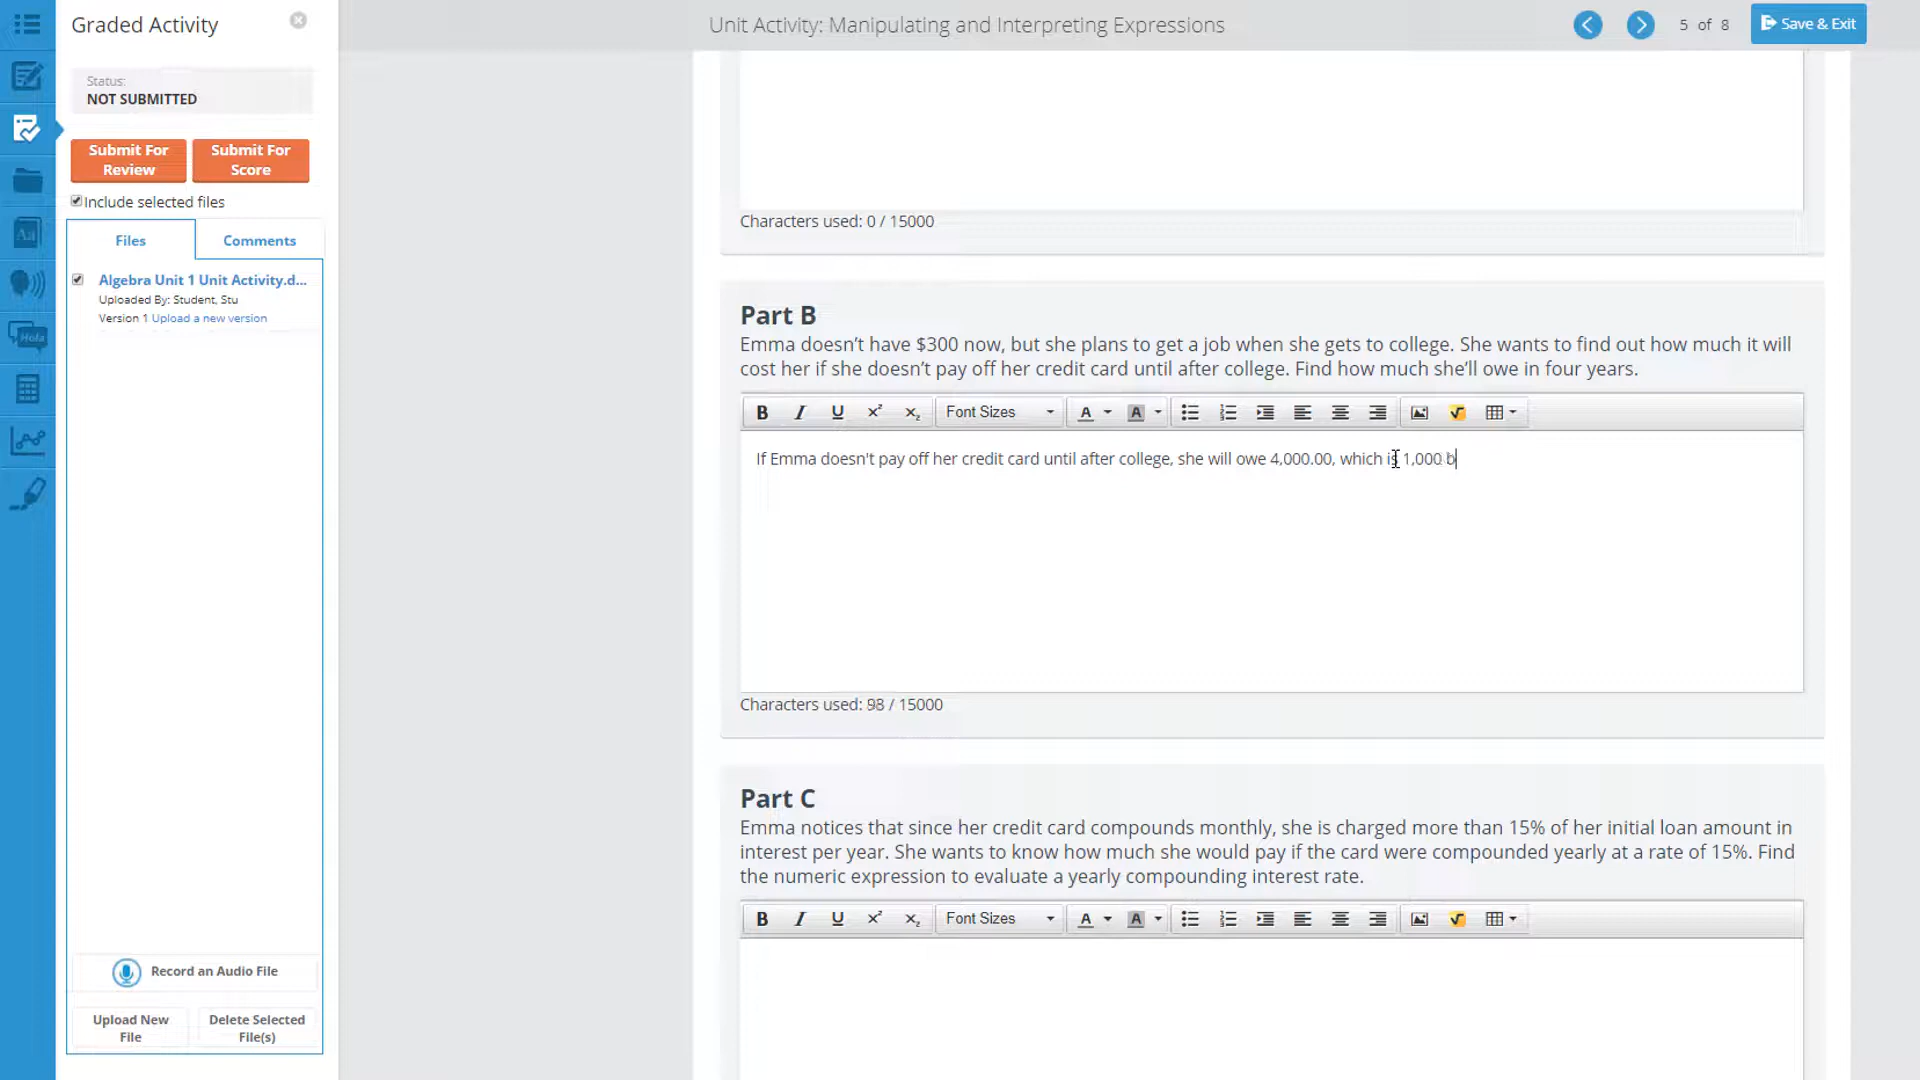 Graded Activity
Unit Activity: Manipulating and Interpreting Expressions
5 of 8
Save & Exit
Status:
NOT SUBMITTED
Submit For Review
Submit For Score
Include selected files
Files
Comments
Algebra Unit 1 Unit Activity.d...
Uploaded By: Student, Stu
Version 1 Upload a new version
Record an Audio File
Upload New File
Delete Selected File(s)
Characters used: 0 / 15000
Part B
Emma doesn't have $300 now, but she plans to get a job when she gets to college. She wants to find out how much it will
cost her if she doesn't pay off her credit card until after college. Find how much she'll owe in four years.
B I U x² x₂ Font Sizes A A
If Emma doesn't pay off her credit card until after college, she will owe 4,000.00, which is 1,000 b
Characters used: 98 / 15000
Part C
Emma notices that since her credit card compounds monthly, she is charged more than 15% of her initial loan amount in
interest per year. She wants to know how much she would pay if the card were compounded yearly at a rate of 15%. Find
the numeric expression to evaluate a yearly compounding interest rate.
B I U x² x₂ Font Sizes A A
Aa
Hola